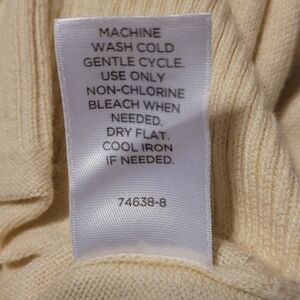 MACHINE
WASH COLD
GENTLE CYCLE.
USE ONLY
NON-CHLORINE
BLEACH WHEN
NEEDED.
DRY FLAT.
COOL IRON
IF NEEDED.
74638-8